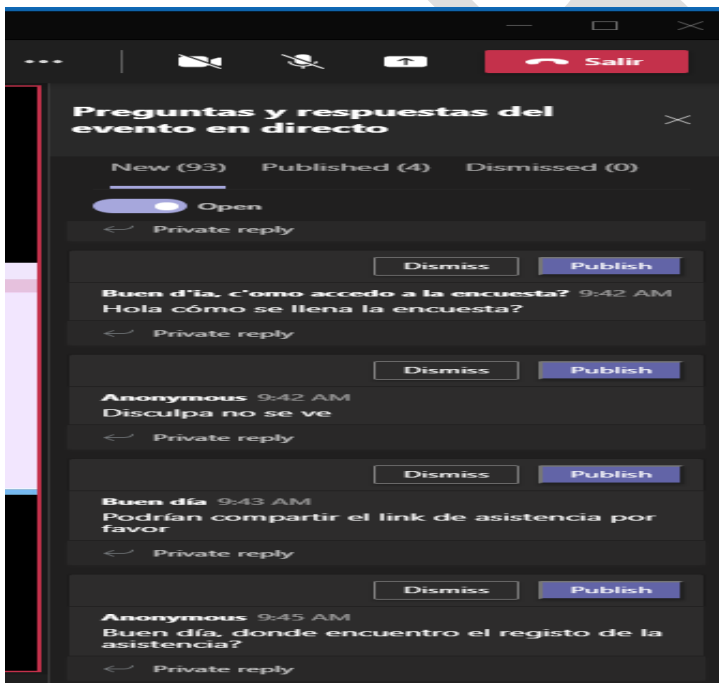 Salir
Preguntas y respuestas del
evento en directo
New (93) Published (4) Dismissed (0)
Open
Private reply
Dismiss Publish
Buen d'ia, c'omo accedo a la encuesta? 9:42 AM
Hola cómo se llena la encuesta?
Private reply
Dismiss Publish
Anonymous 9:42 AM
Disculpa no se ve
Private reply
Dismiss Publish
Buen día 9:43 AM
Podrían compartir el link de asistencia por
favor
Private reply
Dismiss Publish
Anonymous 9:45 AM
Buen día, donde encuentro el registo de la
asistencia?
Private reply